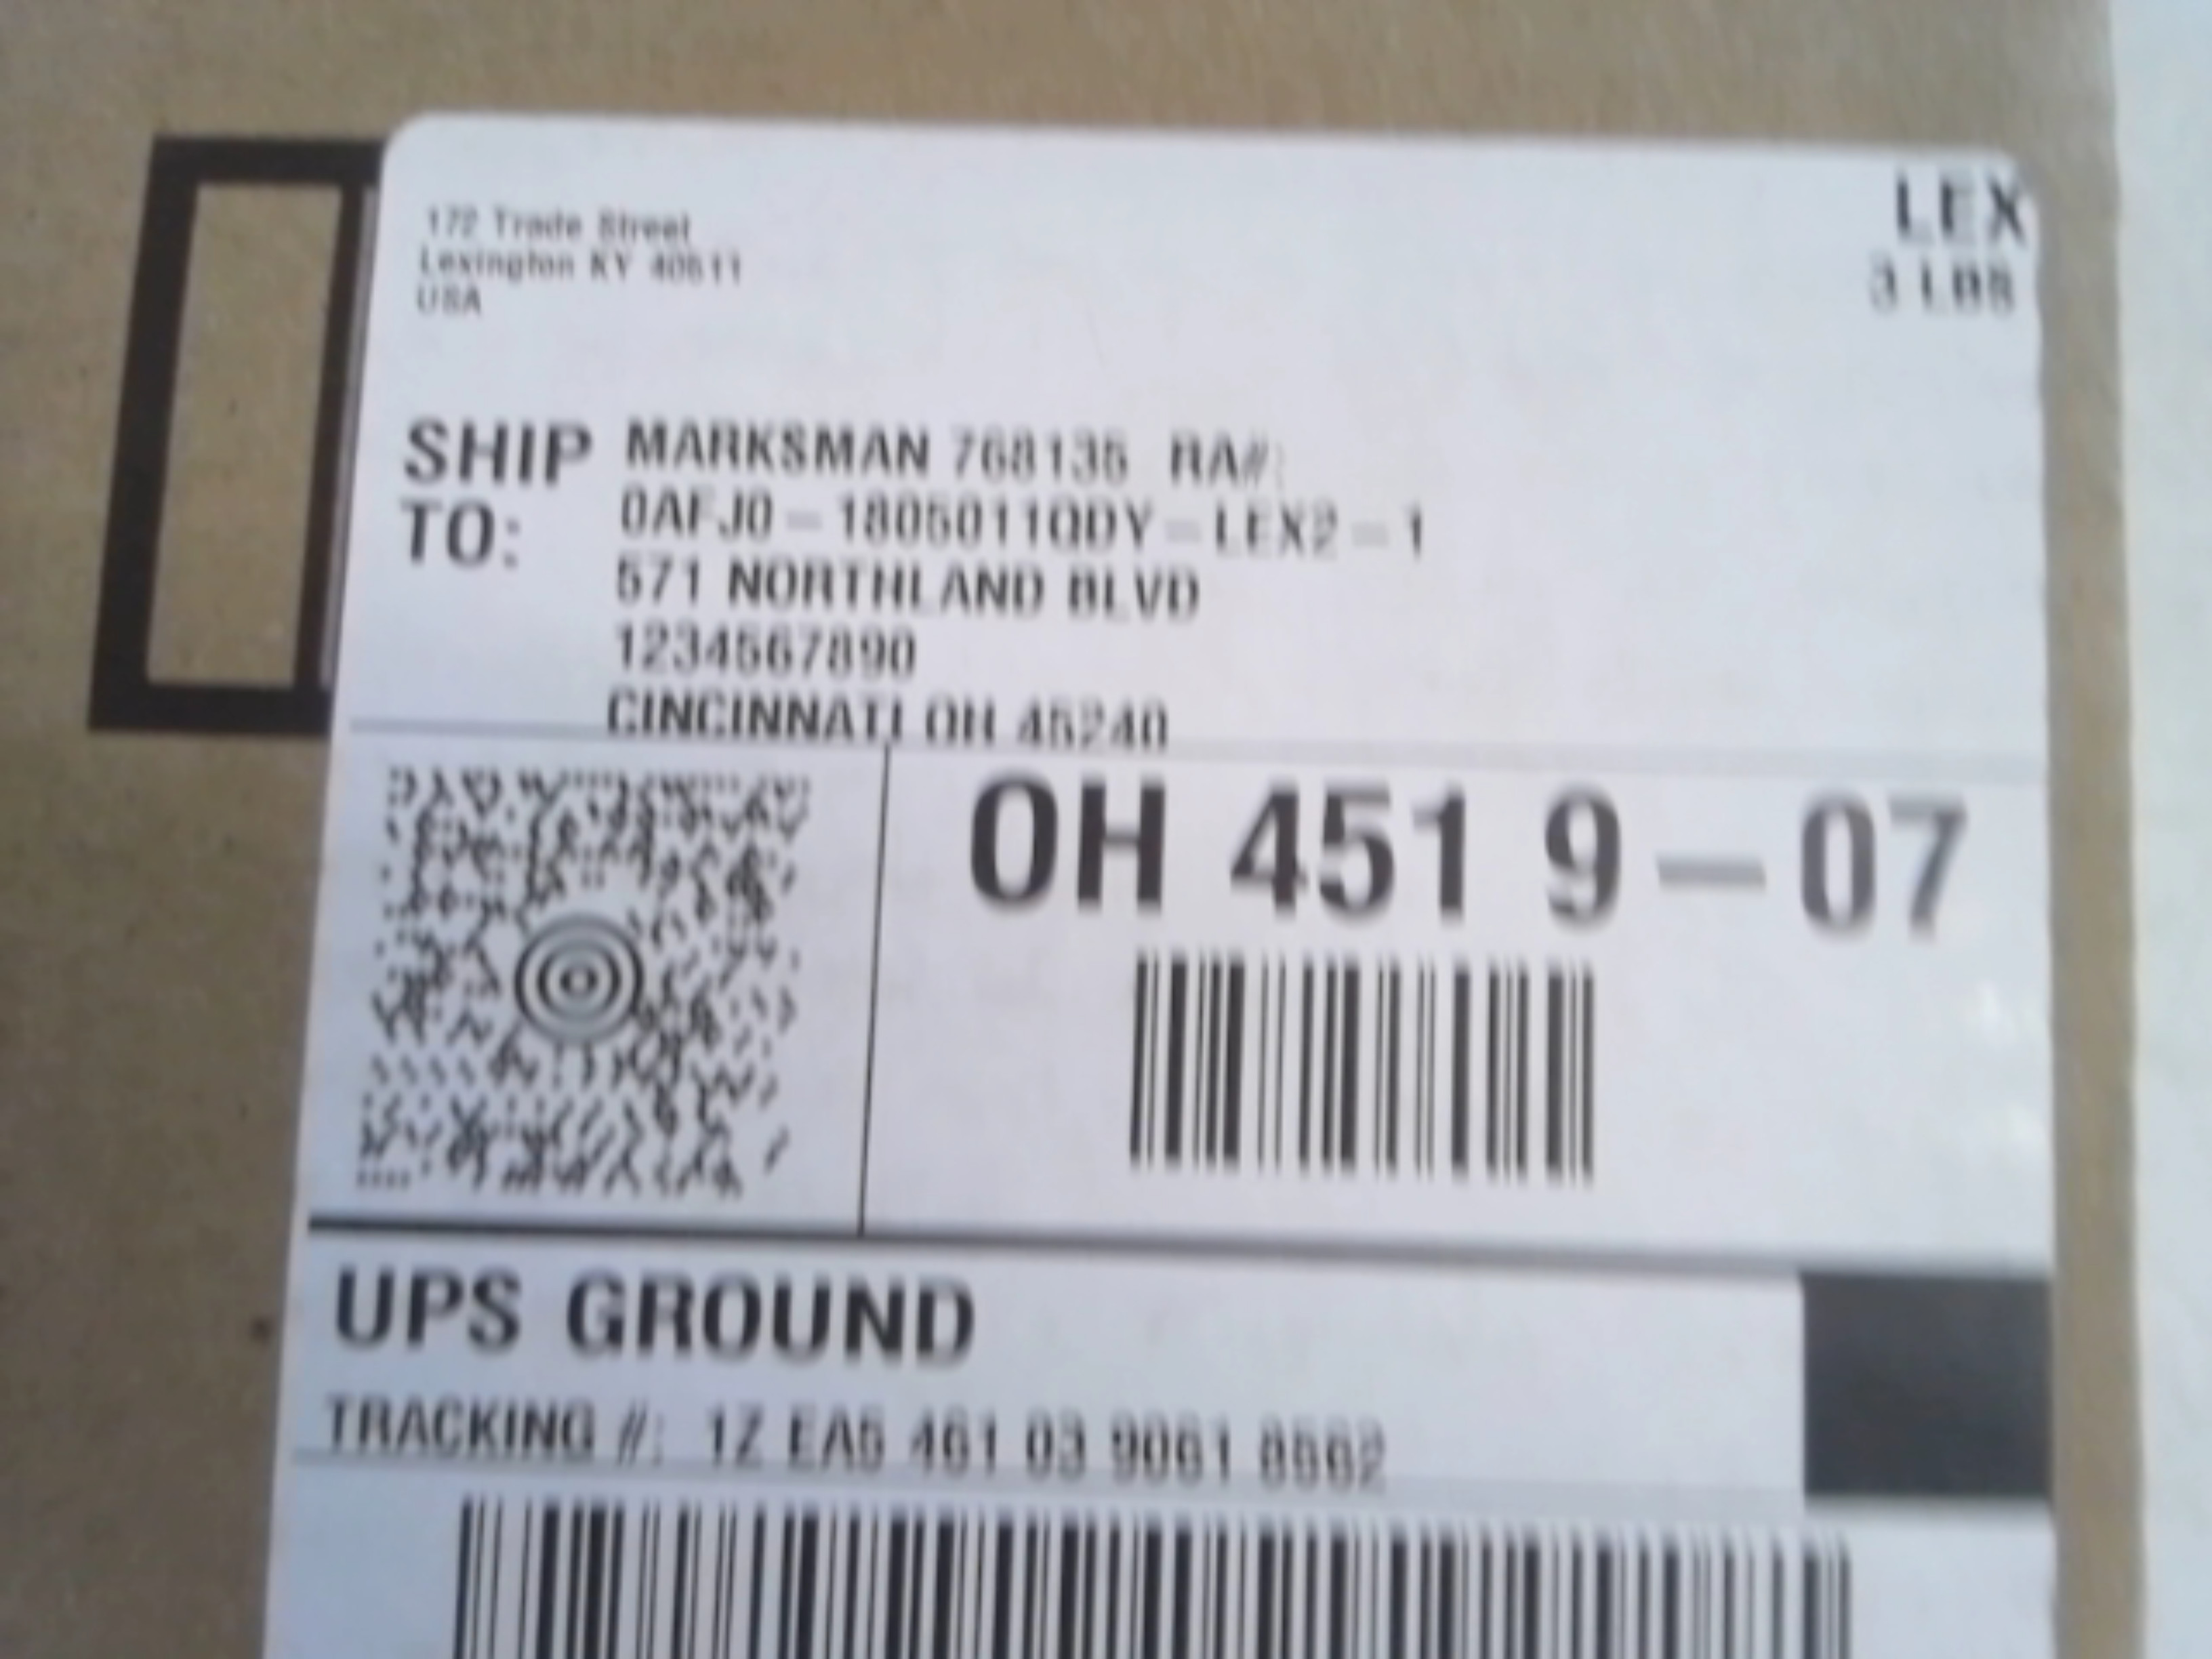 172 Trade Street
LEX
Lexington KY 40511
3 LBS
USA
SHIP TO:
MARKSMAN 768135 RA#:
0AFJ0-1805011QDY-LEX2-1
571 NORTHLAND BLVD
1234567890
CINCINNATI OH 45240
OH 451 9-07
UPS GROUND
TRACKING #: 1Z EA5 461 03 9061